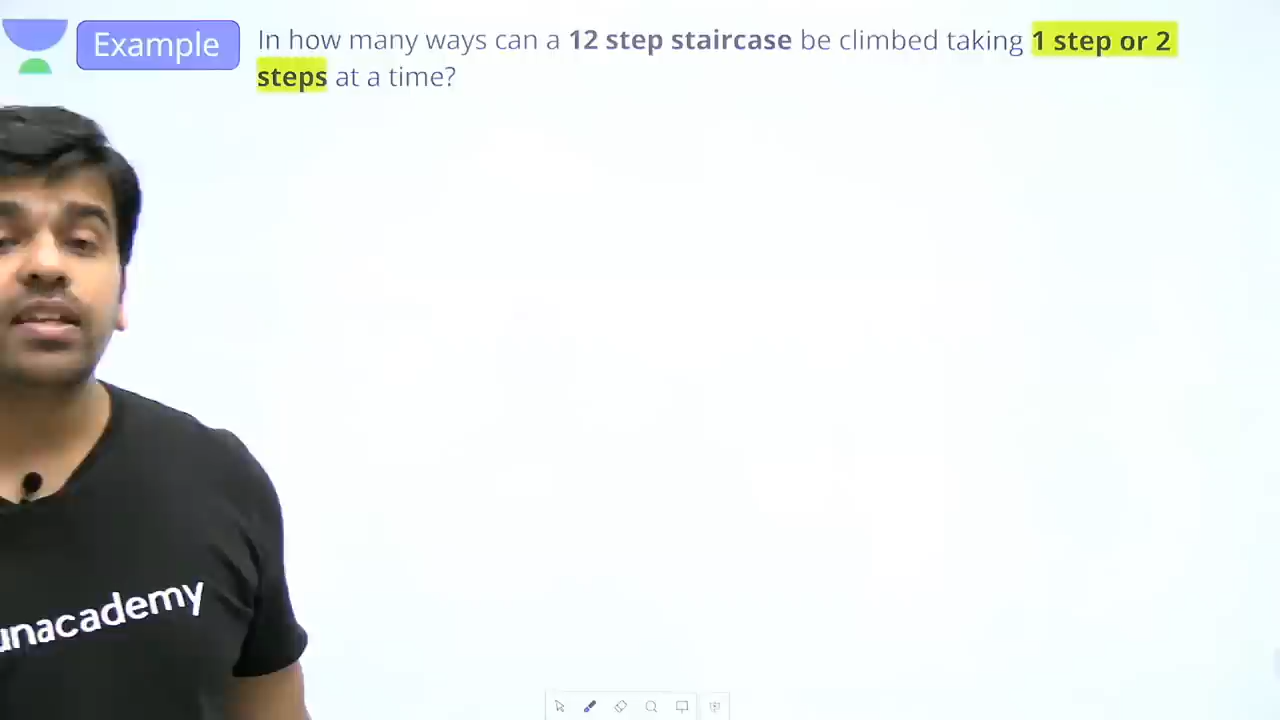 Example
In how many ways can a 12 step staircase be climbed taking 1 step or 2
steps at a time?
unacademy